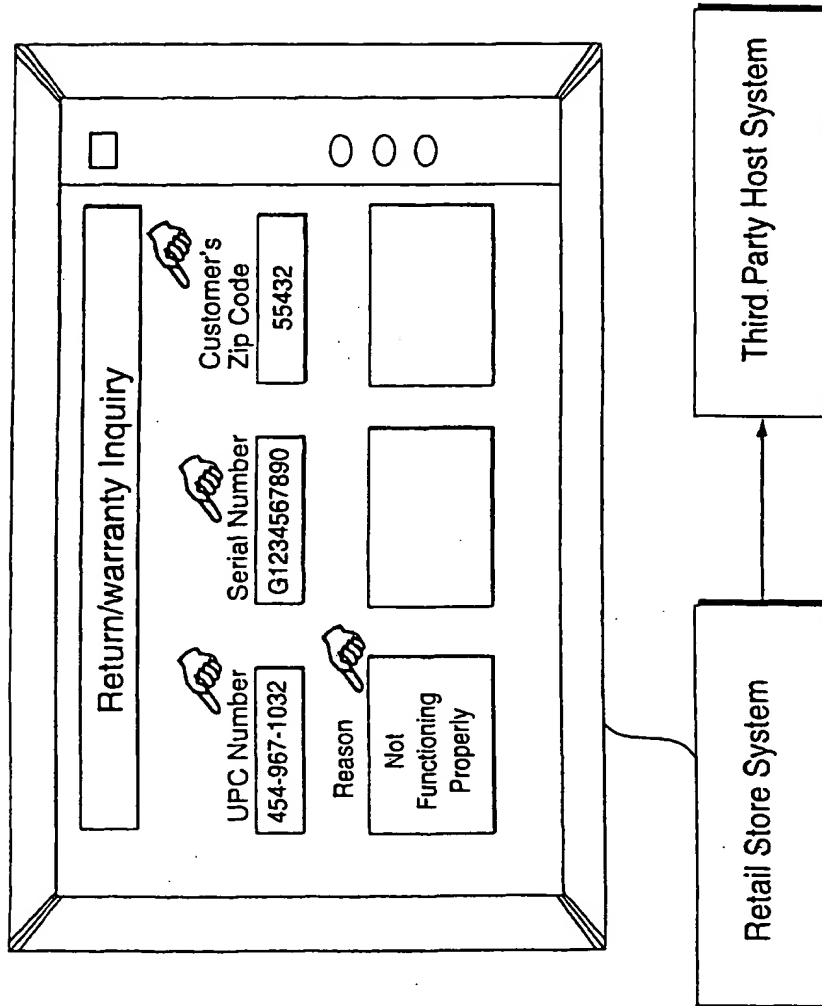 Return/warranty Inquiry
UPC Number
454-967-1032
Serial Number
G1234567890
Customer's
Zip Code
55432
Reason
Not
Functioning
Properly
Retail Store System
Third Party Host System